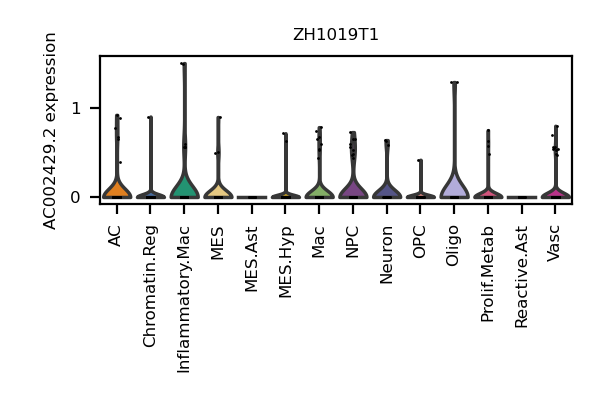 ZH1019T1
AC002429.2 expression
1
0
AC
Chromatin.Reg
Inflammatory.Mac
MES
MES.Ast
MES.Hyp
Mac
NPC
Neuron
OPC
Oligo
Prolif.Metab
Reactive.Ast
Vasc